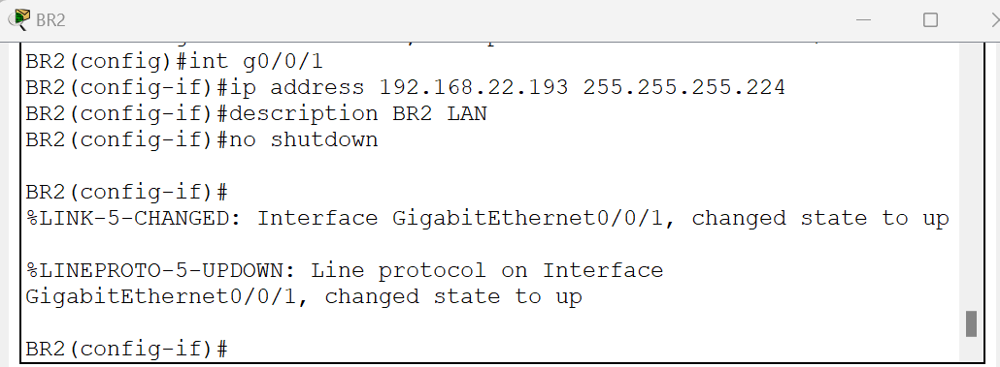 BR2
BR2(config)#int g0/0/1
BR2(config-if)#ip address 192.168.22.193 255.255.255.224
BR2(config-if)#description BR2 LAN
BR2(config-if)#no shutdown
BR2(config-if)#
%LINK-5-CHANGED: Interface GigabitEthernet0/0/1, changed state to up
%LINEPROTO-5-UPDOWN: Line protocol on Interface
GigabitEthernet0/0/1, changed state to up
BR2(config-if)#